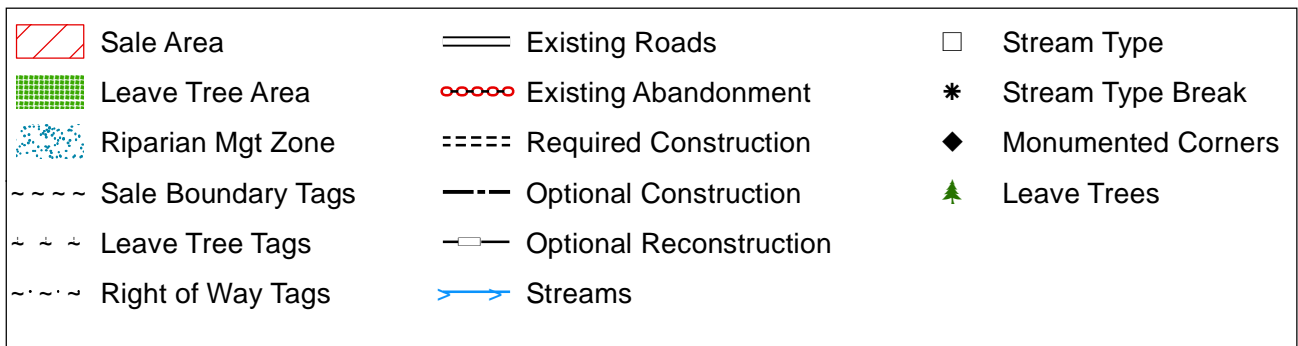 Sale Area
Leave Tree Area
Riparian Mgt Zone
Sale Boundary Tags
Leave Tree Tags
Right of Way Tags
Existing Roads
Existing Abandonment
Required Construction
Optional Construction
Optional Reconstruction
Streams
Stream Type
Stream Type Break
Monumented Corners
Leave Trees